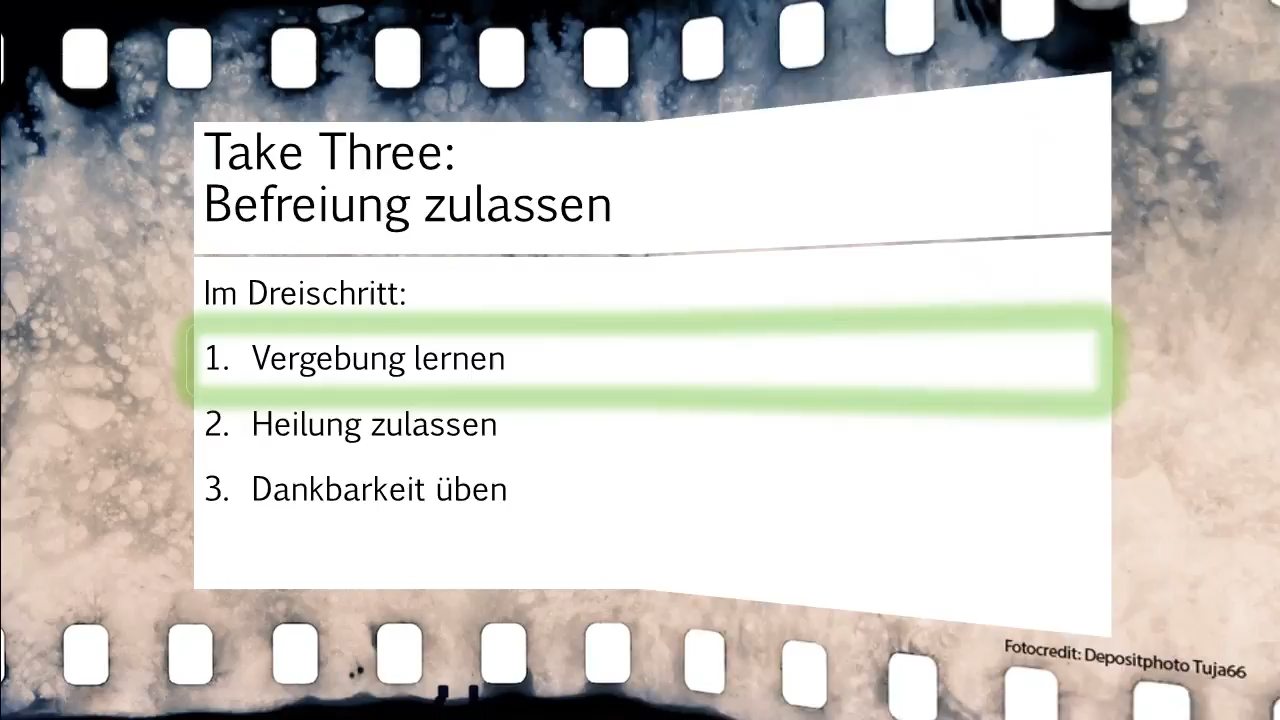 Take Three:
Befreiung zulassen
Im Dreischritt:
1. Vergebung lernen
2. Heilung zulassen
3. Dankbarkeit üben
Fotocredit: Depositphoto Tuja66